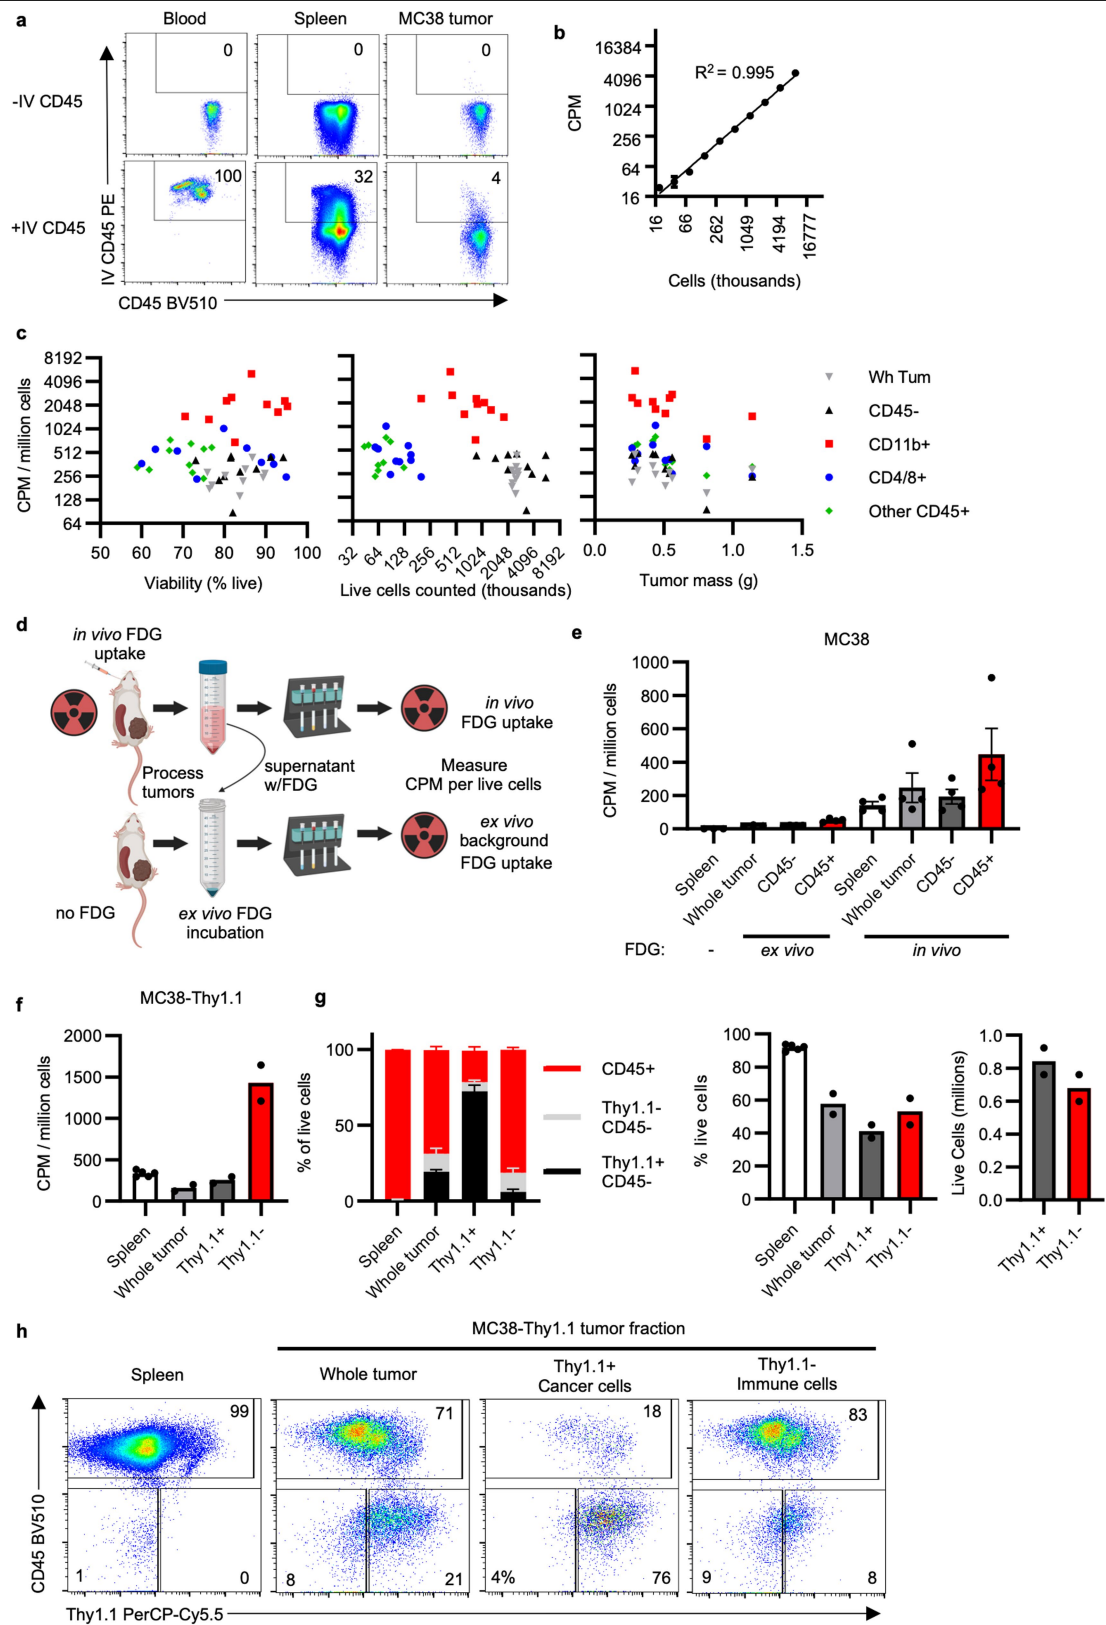 a
Blood
Spleen
MC38 tumor
-IV CD45
0
0
0
+IV CD45
100
32
4
IV CD45 PE
CD45 BV510
b
CPM
16384
4096
1024
256
64
16
R² = 0.995
16
66
262
1049
4194
16777
Cells (thousands)
c
CPM / million cells
8192
4096
2048
1024
512
256
128
64
50 60 70 80 90 100
Viability (% live)
32 64 128 256 512 1024 2048 4096 8192
Live cells counted (thousands)
0.0 0.5 1.0 1.5
Tumor mass (g)
Wh Tum
CD45-
CD11b+
CD4/8+
Other CD45+
d
in vivo FDG
uptake
Process
tumors
supernatant
w/FDG
in vivo
FDG uptake
Measure
CPM per live cells
ex vivo
background
FDG uptake
no FDG
ex vivo FDG
incubation
e
MC38
CPM / million cells
1000
800
600
400
200
0
Spleen
Whole tumor
CD45-
CD45+
Spleen
Whole tumor
CD45-
CD45+
FDG: - ex vivo in vivo
f
MC38-Thy1.1
CPM / million cells
2000
1500
1000
500
0
Spleen
Whole tumor
Thy1.1+
Thy1.1-
g
% of live cells
100
50
0
Spleen
Whole tumor
Thy1.1+
Thy1.1-
CD45+
Thy1.1-
CD45-
Thy1.1+
CD45-
% live cells
100
80
60
40
20
0
Spleen
Whole tumor
Thy1.1+
Thy1.1-
Live Cells (millions)
1.0
0.8
0.6
0.4
0.2
0.0
Thy1.1+
Thy1.1-
h
MC38-Thy1.1 tumor fraction
Spleen
Whole tumor
Thy1.1+
Cancer cells
Thy1.1-
Immune cells
99
71
18
83
1
0
8
21
4%
76
9
8
CD45 BV510
Thy1.1 PerCP-Cy5.5